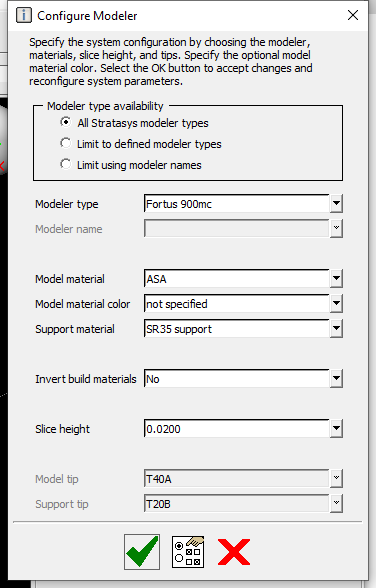 Configure Modeler
Specify the system configuration by choosing the modeler,
materials, slice height, and tips. Specify the optional model
material color. Select the OK button to accept changes and
reconfigure system parameters.
Modeler type availability
All Stratasys modeler types
Limit to defined modeler types
Limit using modeler names
Modeler type Fortus 900mc
Modeler name
Model material ASA
Model material color not specified
Support material SR35 support
Invert build materials No
Slice height 0.0200
Model tip T40A
Support tip T20B